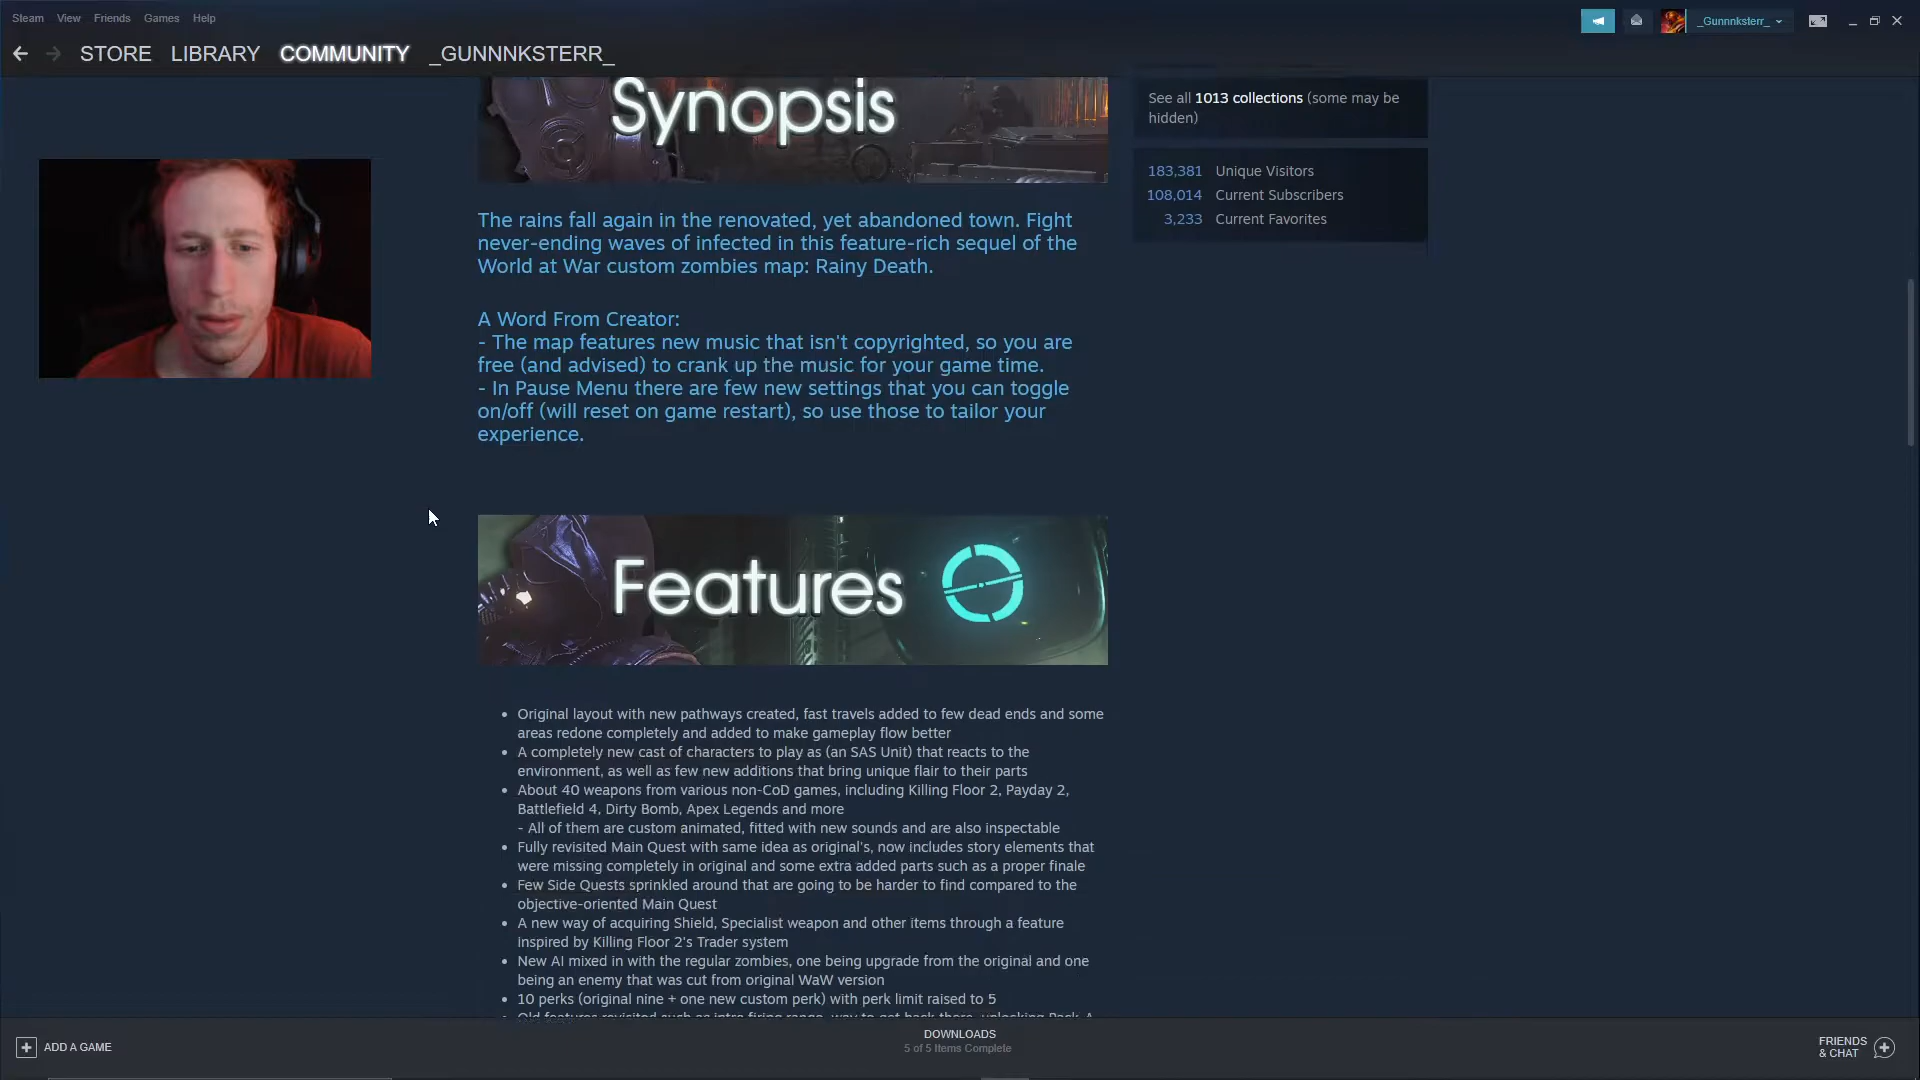 Steam View Friends Games Help
_Gunnnksterr_
STORE LIBRARY COMMUNITY _GUNNNKSTERR_
Synopsis
See all 1013 collections (some may be
hidden)
183,381 Unique Visitors
108,014 Current Subscribers
3,233 Current Favorites
The rains fall again in the renovated, yet abandoned town. Fight
never-ending waves of infected in this feature-rich sequel of the
World at War custom zombies map: Rainy Death.
A Word From Creator:
- The map features new music that isn't copyrighted, so you are
free (and advised) to crank up the music for your game time.
- In Pause Menu there are few new settings that you can toggle
on/off (will reset on game restart), so use those to tailor your
experience.
Features
• Original layout with new pathways created, fast travels added to few dead ends and some
areas redone completely and added to make gameplay flow better
• A completely new cast of characters to play as (an SAS Unit) that reacts to the
environment, as well as few new additions that bring unique flair to their parts
• About 40 weapons from various non-CoD games, including Killing Floor 2, Payday 2,
Battlefield 4, Dirty Bomb, Apex Legends and more
- All of them are custom animated, fitted with new sounds and are also inspectable
• Fully revisited Main Quest with same idea as original's, now includes story elements that
were missing completely in original and some extra added parts such as a proper finale
• Few Side Quests sprinkled around that are going to be harder to find compared to the
objective-oriented Main Quest
• A new way of acquiring Shield, Specialist weapon and other items through a feature
inspired by Killing Floor 2's Trader system
• New AI mixed in with the regular zombies, one being upgrade from the original and one
being an enemy that was cut from original WaW version
• 10 perks (original nine + one new custom perk) with perk limit raised to 5
Old features revisited such as intro firing range, way to get back there, unlocking Pack A
ADD A GAME
DOWNLOADS
5 of 5 Items Complete
FRIENDS
& CHAT